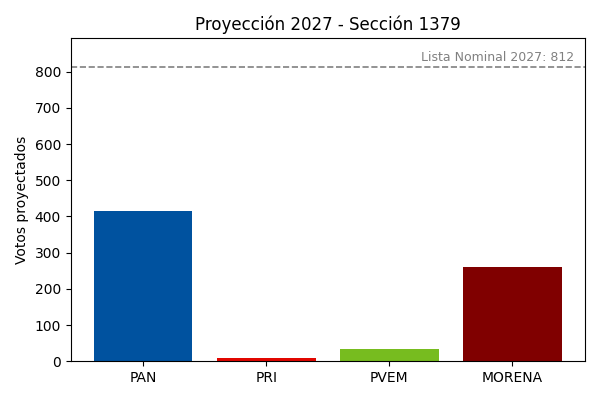 Proyección 2027 - Sección 1379
Lista Nominal 2027: 812
Votos proyectados
800
700
600
500
400
300
200
100
0
PAN PRI PVEM MORENA